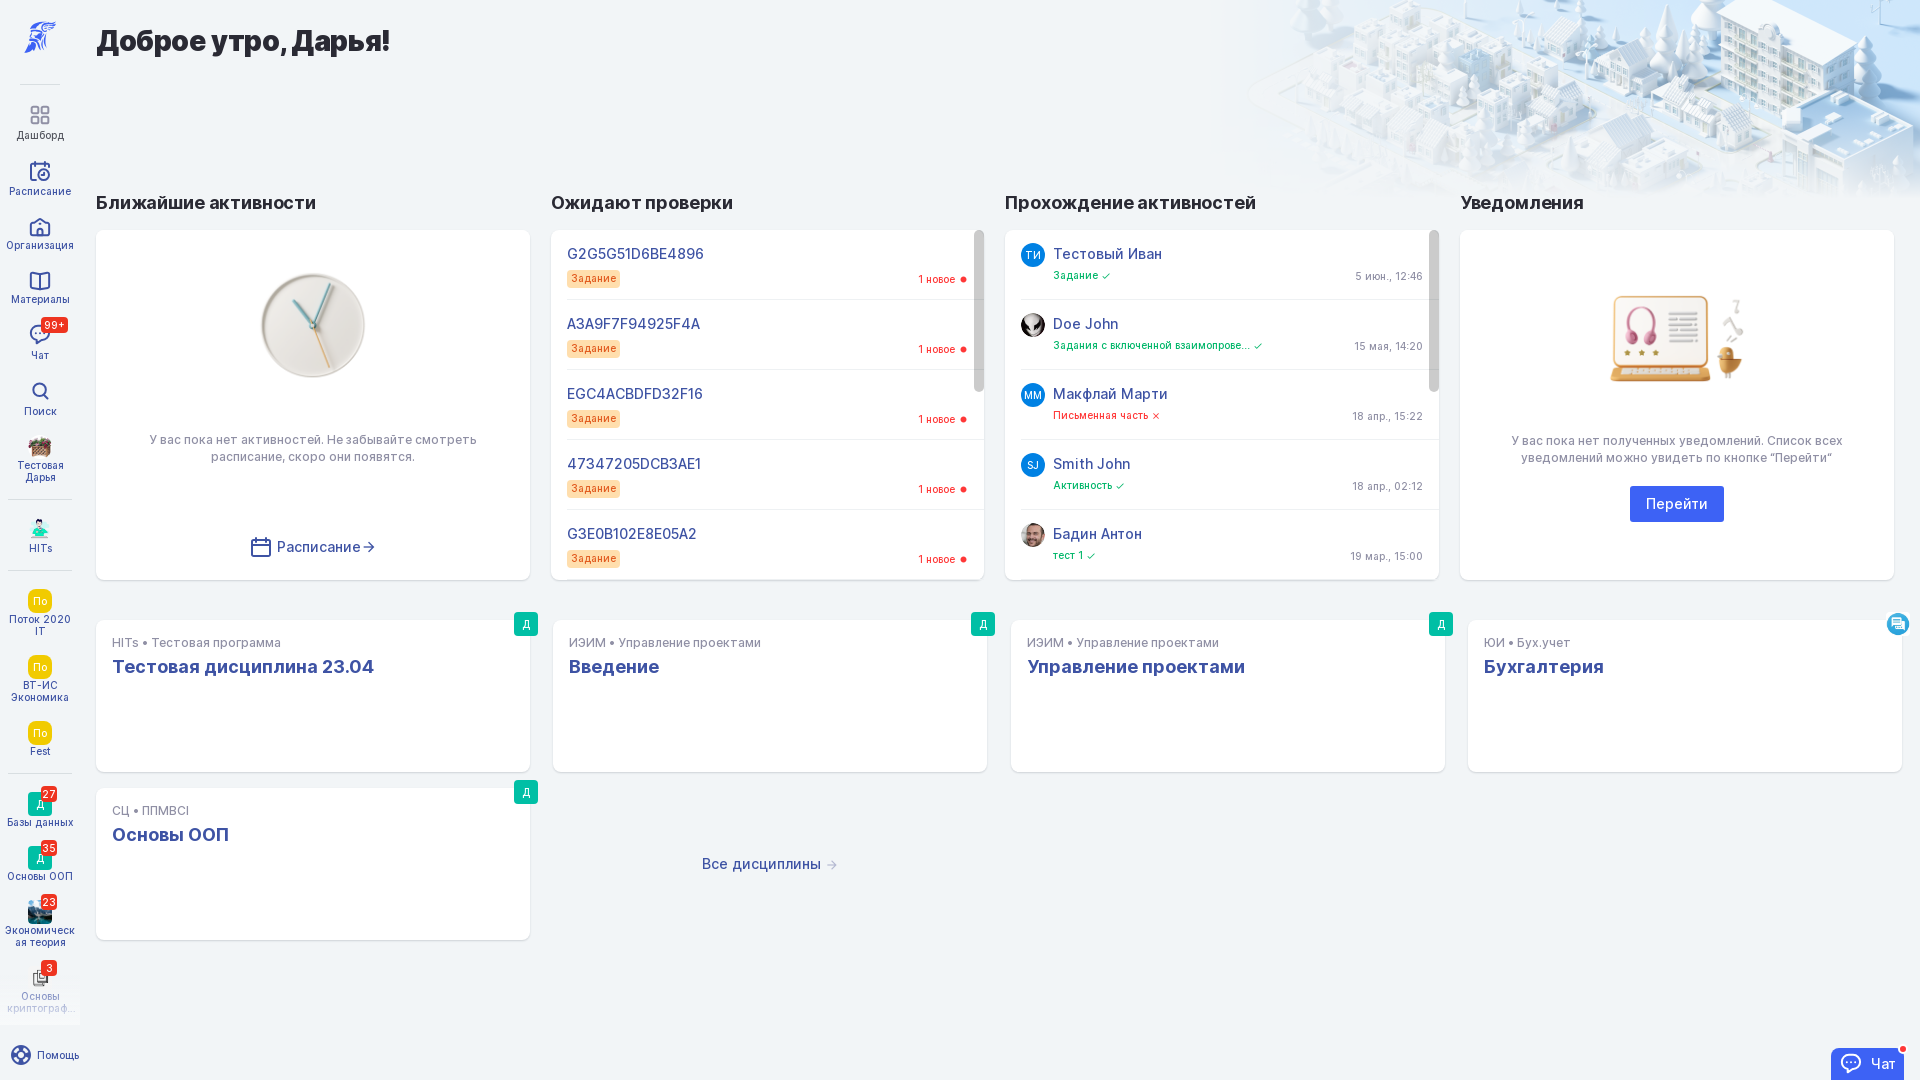 Доброе утро, Дарья!
Дашборд
Расписание
Организация
Материалы
99+
Чат
Поиск
Тестовая
Дарья
HITs
По
Поток 2020
IT
По
ВТ-ИС
Экономика
По
Fest
27
Д
Базы данных
35
Д
Основы ООП
23
Экономическ
ая теория
3
Основы
криптограф...
Помощь
Ближайшие активности
У вас пока нет активностей. Не забывайте смотреть
расписание, скоро они появятся.
Расписание
Ожидают проверки
G2G5G51D6BE4896
Задание
1 новое
A3A9F7F94925F4A
Задание
1 новое
EGC4ACBDFD32F16
Задание
1 новое
47347205DCB3AE1
Задание
1 новое
G3E0B102E8E05A2
Задание
1 новое
Прохождение активностей
ТИ
Тестовый Иван
Задание
5 июн., 12:46
Doe John
Задания с включенной взаимопрове...
15 мая, 14:20
ММ
Макфлай Марти
Письменная часть
18 апр., 15:22
SJ
Smith John
Активность
18 апр., 02:12
Бадин Антон
тест 1
19 мар., 15:00
Уведомления
У вас пока нет полученных уведомлений. Список всех
уведомлений можно увидеть по кнопке “Перейти”
Перейти
Д
HITs • Тестовая программа
Тестовая дисциплина 23.04
Д
ИЭИМ • Управление проектами
Введение
Д
ИЭИМ • Управление проектами
Управление проектами
ЮИ • Бух.учет
Бухгалтерия
Д
СЦ • ППМВСI
Основы ООП
Все дисциплины
Чат